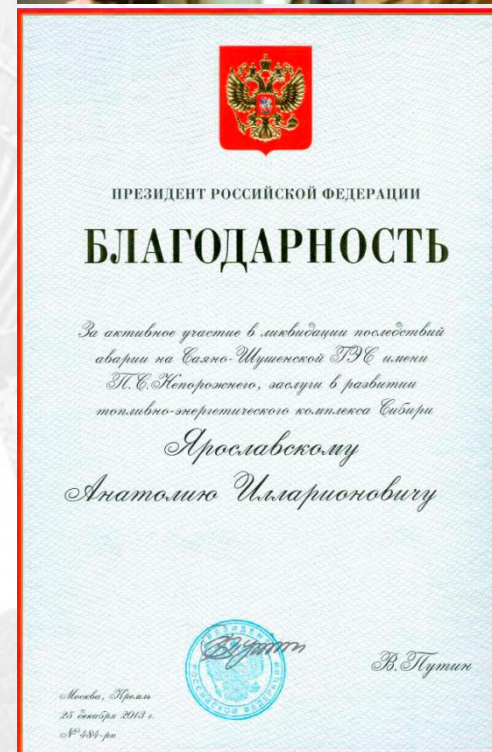 ПРЕЗИДЕНТ РОССИЙСКОЙ ФЕДЕРАЦИИ
БЛАГОДАРНОСТЬ
За активное участие в ликвидации последствий
аварии на Саяно-Шушенской ГЭС имени
П.С.Непорожнего, заслуги в развитии
топливно-энергетического комплекса Сибири
Ярославскому
Анатолию Илларионовичу
В.Путин
Москва, Кремль
25 декабря 2013 г.
№ 484-рп